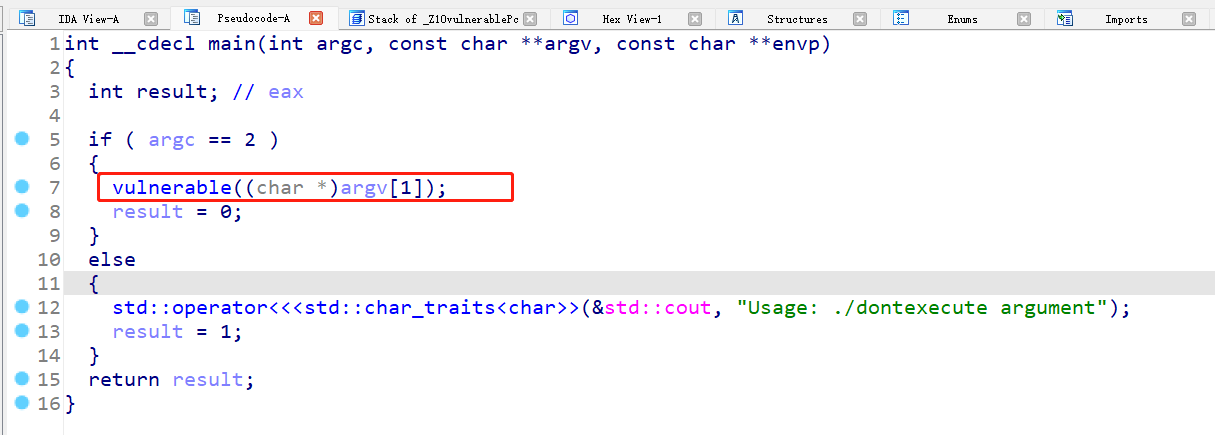 IDA View-A Pseudocode-A Stack of _Z10vulnerablePc Hex View-1 Structures Enums Imports
1 int __cdecl main(int argc, const char **argv, const char **envp)
2 {
3 int result; // eax
4
5 if ( argc == 2 )
6 {
7 vulnerable((char *)argv[1]);
8 result = 0;
9 }
10 else
11 {
12 std::operator<<<std::char_traits<char>>(&std::cout, "Usage: ./dontexecute argument");
13 result = 1;
14 }
15 return result;
16 }